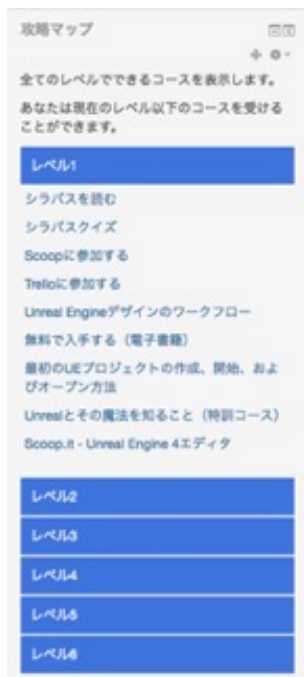 攻略マップ
全てのレベルでできるコースを表示します。
あなたは現在のレベル以下のコースを受ける
ことができます。
レベル1
シラバスを読む
シラバスクイズ
Scoopに参加する
Trelloに参加する
Unreal Engineデザインのワークフロー
無料で入手する（電子書籍）
最初のUEプロジェクトの作成、開始、およ
びオープン方法
Unrealとその魔法を知ること（特訓コース）
Scoop.it - Unreal Engine 4エディタ
レベル2
レベル3
レベル4
レベル5
レベル6